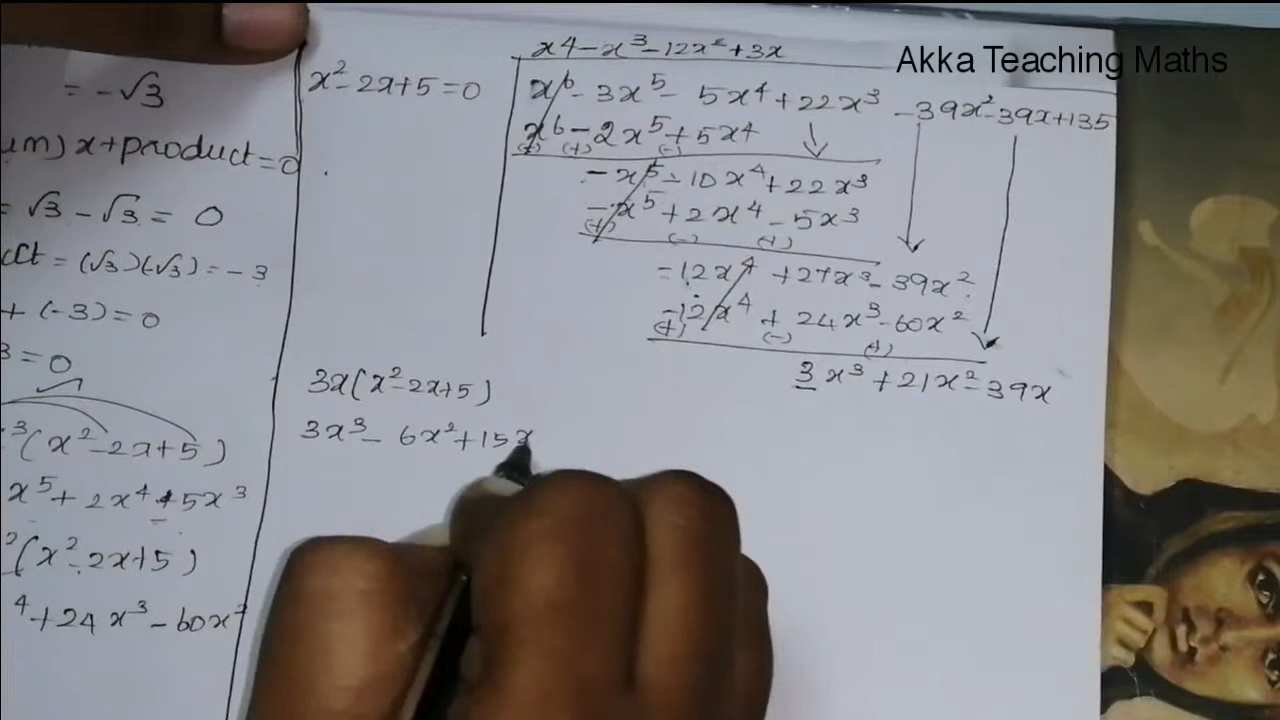 Akka Teaching Maths
= -√3
um) x + product = 0
= √3 - √3 = 0
uct = (√3)(-√3) = -3
+ (-3) = 0
3 = 0
³(x² - 2x + 5)
x⁵ + 2x⁴ + 5x³
²(x² - 2x + 5)
⁴ + 24x³ - 60x²
x⁴ - x³ - 12x² + 3x
x² - 2x + 5 = 0
x⁶ - 3x⁵ - 5x⁴ + 22x³ - 39x² - 39x + 135
x⁶ - 2x⁵ + 5x⁴
(-) (+) (-)
- x⁵ - 10x⁴ + 22x³
- x⁵ + 2x⁴ - 5x³
(+) (-) (+)
- 12x⁴ + 27x³ - 39x²
- 12x⁴ + 24x³ - 60x²
(+) (-) (+)
3x³ + 21x² - 39x
3x(x² - 2x + 5)
3x³ - 6x² + 15x